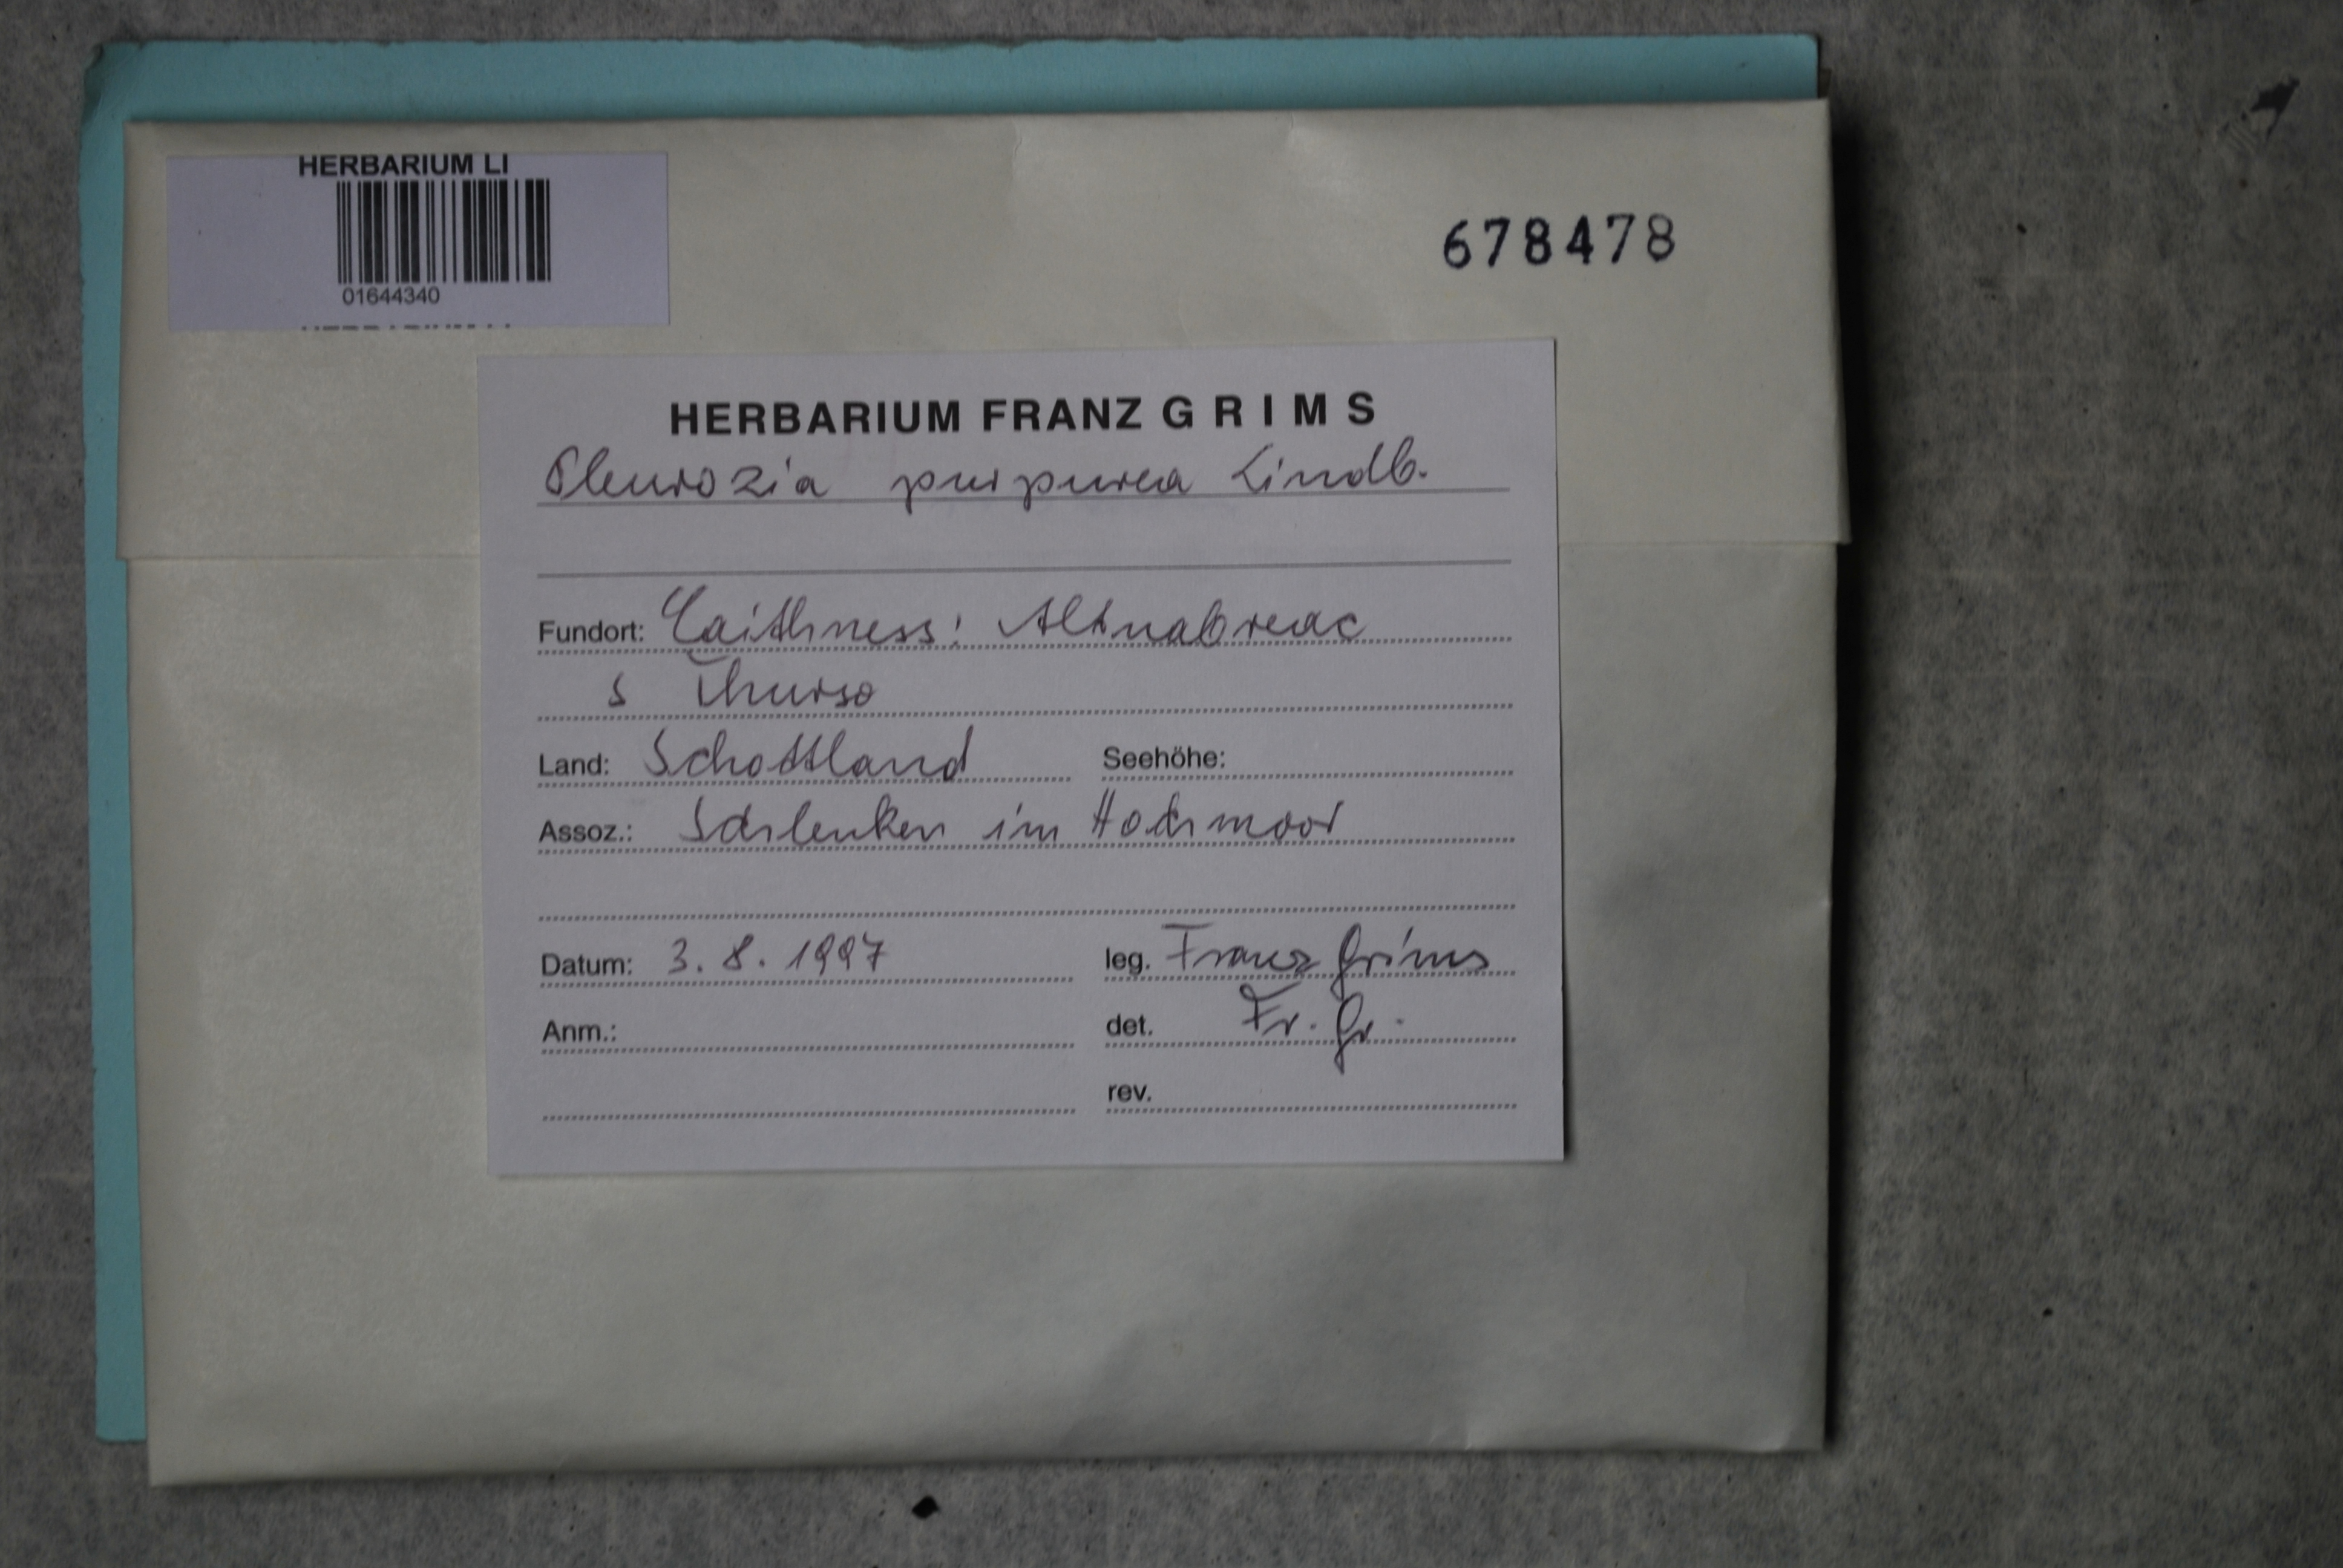 HERBARIUM LI
01644340
678478
HERBARIUM FRANZ GRIMS
Pleurozia purpurea Lindb.
Fundort: Caithness: Altnabreac
s Thurso
Land: Schottland Seehöhe:
Assoz.: Schlenken im Hochmoor
Datum: 3.8.1997 leg. Franz Grims
Anm.: det. Fr. Gr.
rev.